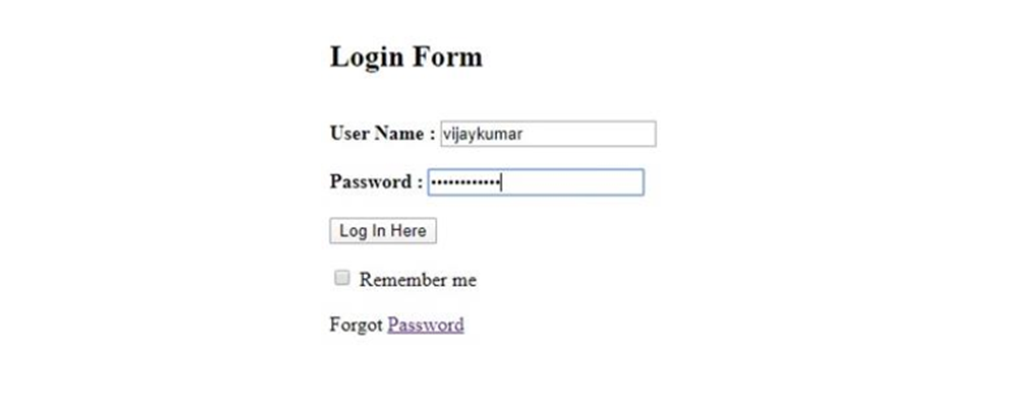 Login Form
User Name : vijaykumar
Password : ••••••••••••
Log In Here
Remember me
Forgot Password